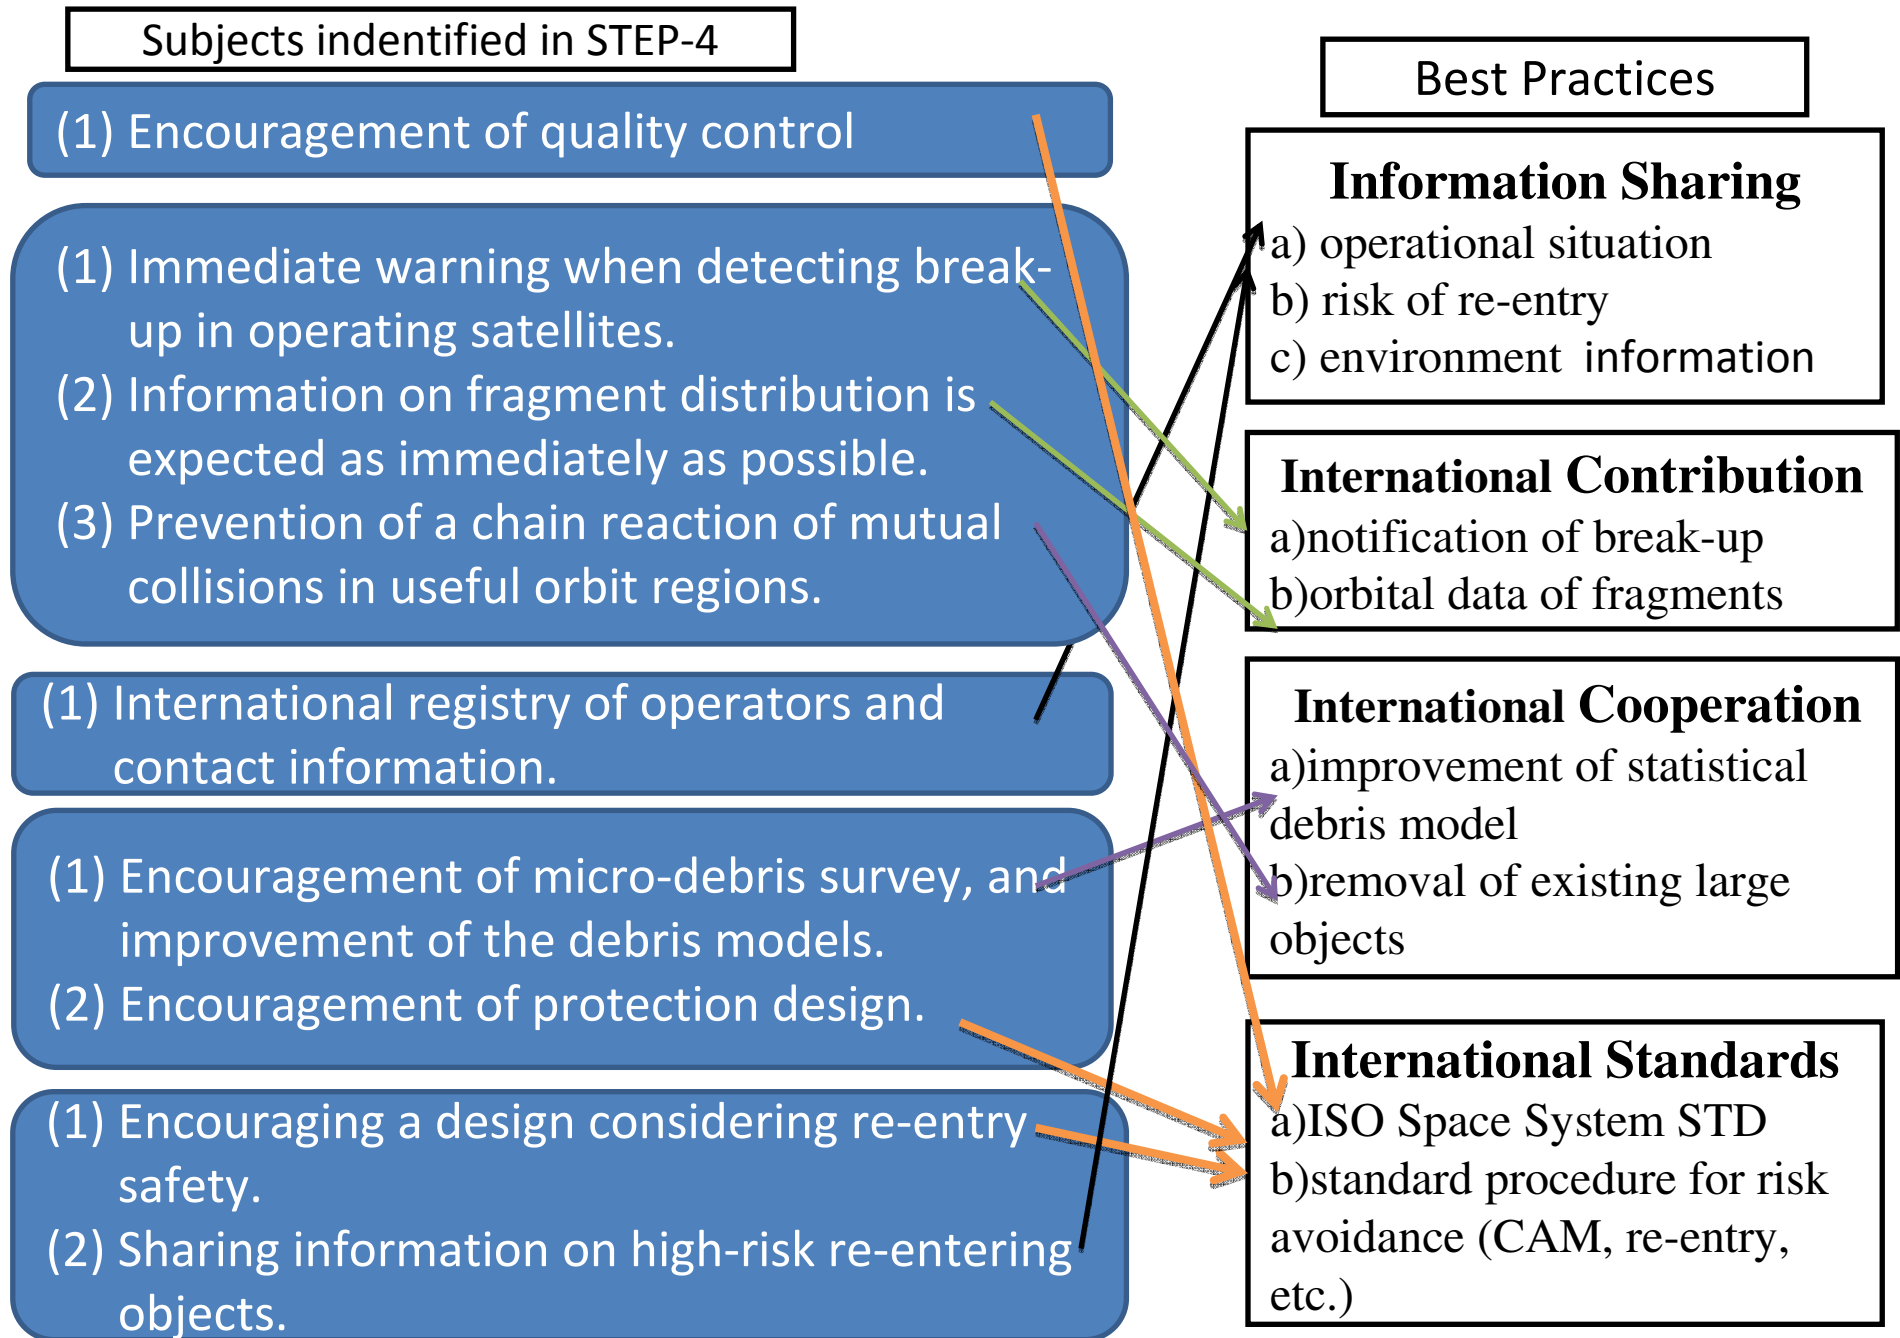 Subjects indentified in STEP-4
(1) Encouragement of quality control
(1) Immediate warning when detecting break-
up in operating satellites.
(2) Information on fragment distribution is
expected as immediately as possible.
(3) Prevention of a chain reaction of mutual
collisions in useful orbit regions.
(1) International registry of operators and
contact information.
(1) Encouragement of micro-debris survey, and
improvement of the debris models.
(2) Encouragement of protection design.
(1) Encouraging a design considering re-entry
safety.
(2) Sharing information on high-risk re-entering
objects.
Best Practices
Information Sharing
a) operational situation
b) risk of re-entry
c) environment information
International Contribution
a)notification of break-up
b)orbital data of fragments
International Cooperation
a)improvement of statistical
debris model
b)removal of existing large
objects
International Standards
a)ISO Space System STD
b)standard procedure for risk
avoidance (CAM, re-entry,
etc.)